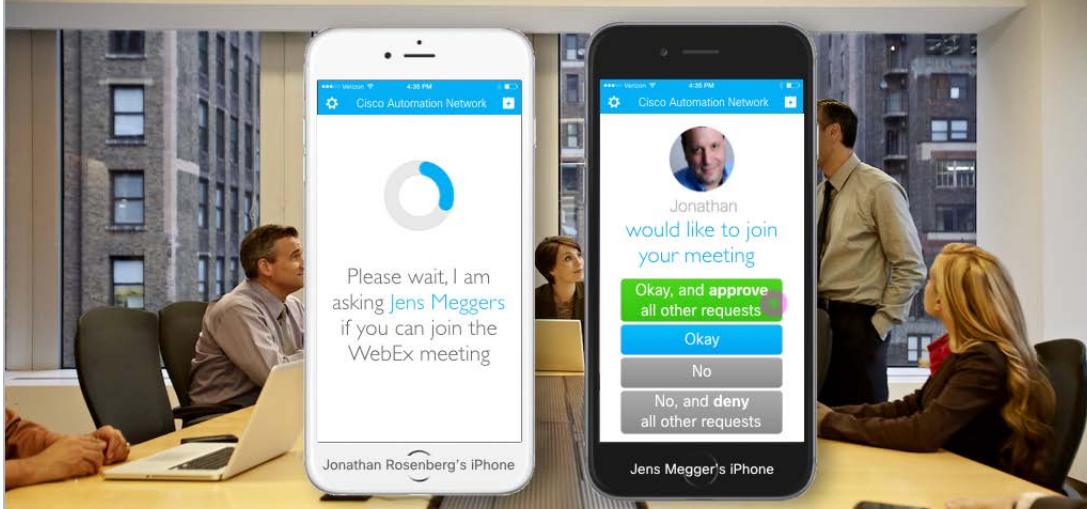 Verizon 4:35 PM
Cisco Automation Network
Please wait, I am
asking Jens Meggers
if you can join the
WebEx meeting
Jonathan Rosenberg's iPhone
Verizon 4:35 PM
Cisco Automation Network
Jonathan
would like to join
your meeting
Okay, and approve
all other requests
Okay
No
No, and deny
all other requests
Jens Megger's iPhone